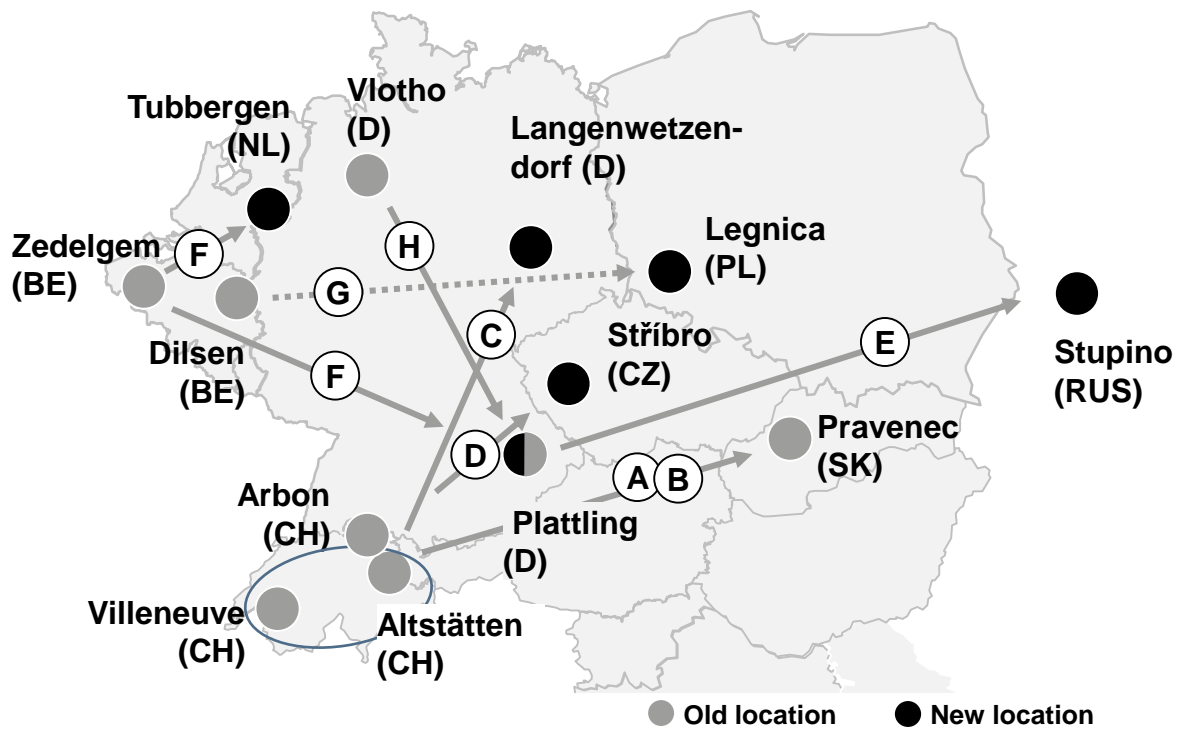 Vlotho
(D)
Tubbergen
(NL)
Langenwetzen-
dorf (D)
Zedelgem
(BE)
F
H
Legnica
(PL)
G
C
Stříbro
(CZ)
E
Stupino
(RUS)
Dilsen
(BE)
F
D
Pravenec
(SK)
A
B
Arbon
(CH)
Plattling
(D)
Villeneuve
(CH)
Altstätten
(CH)
Old location
New location